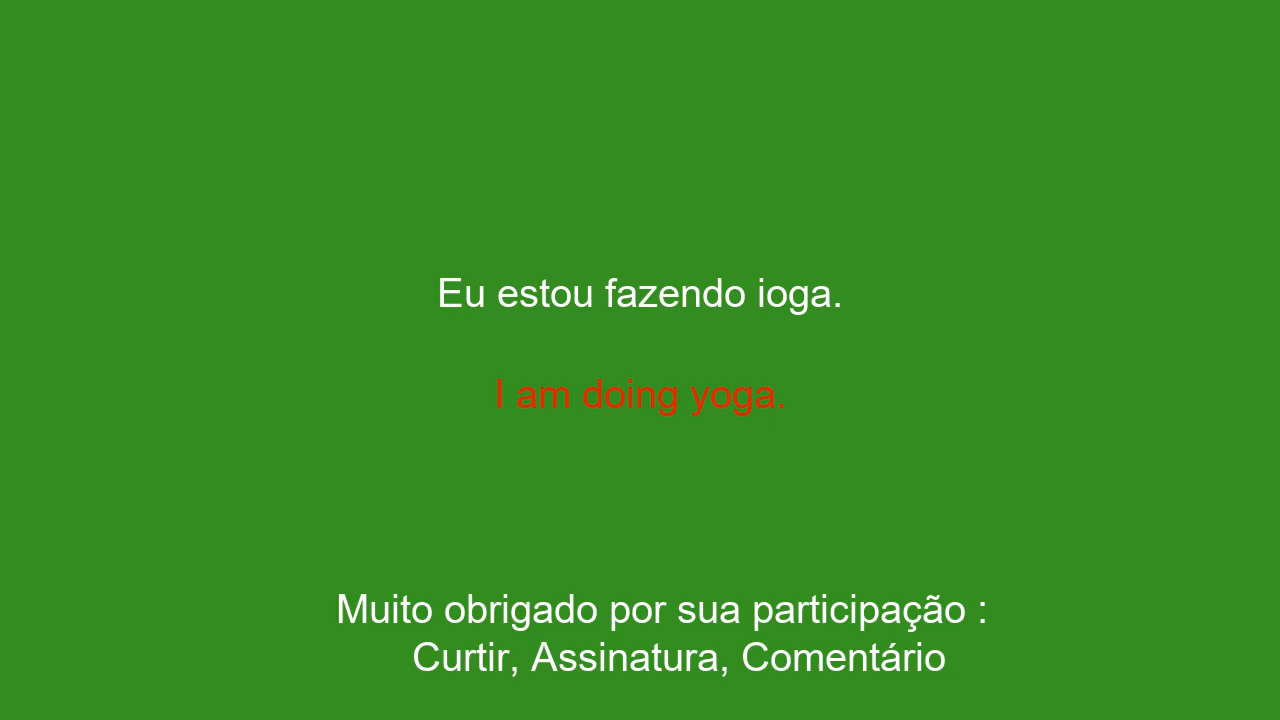 Eu estou fazendo ioga.
I am doing yoga.
Muito obrigado por sua participação :
Curtir, Assinatura, Comentário